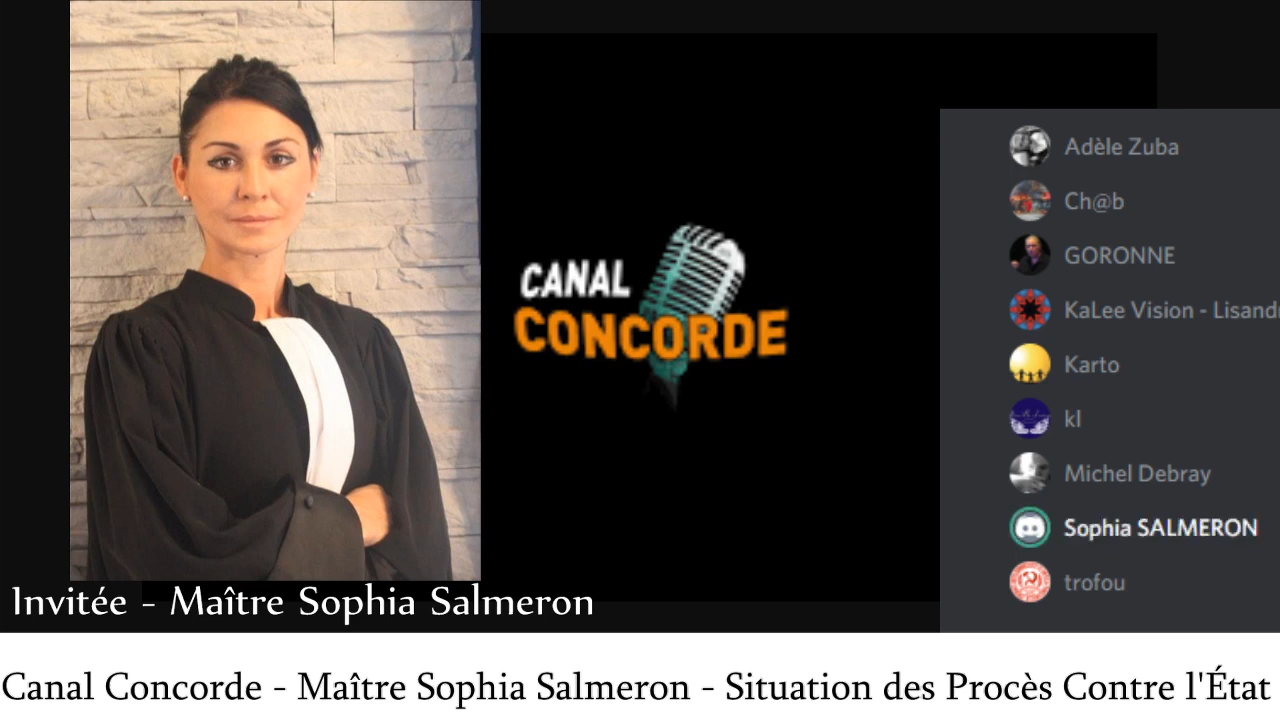 CANAL
CONCORDE
Adèle Zuba
Ch@b
GORONNE
KaLee Vision - Lisand
Karto
kl
Michel Debray
Sophia SALMERON
trofou
Invitée - Maître Sophia Salmeron
Canal Concorde - Maître Sophia Salmeron - Situation des Procès Contre l'État